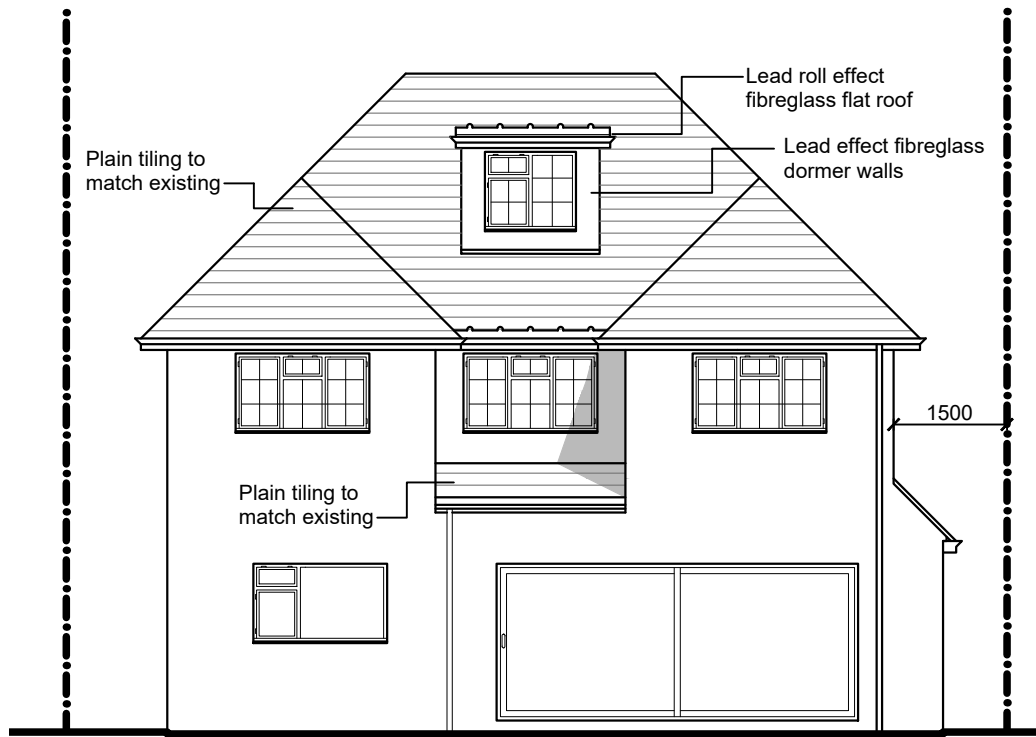 Lead roll effect
fibreglass flat roof
Lead effect fibreglass
dormer walls
Plain tiling to
match existing
1500
Plain tiling to
match existing